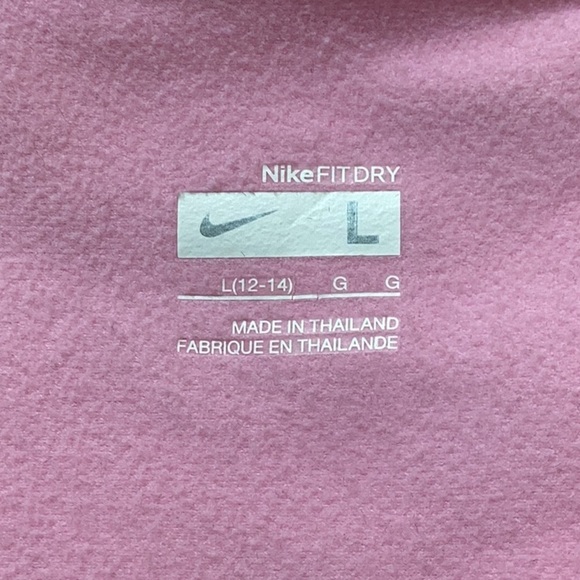 NikeFITDRY
L
L(12-14) G G
MADE IN THAILAND
FABRIQUE EN THAILANDE